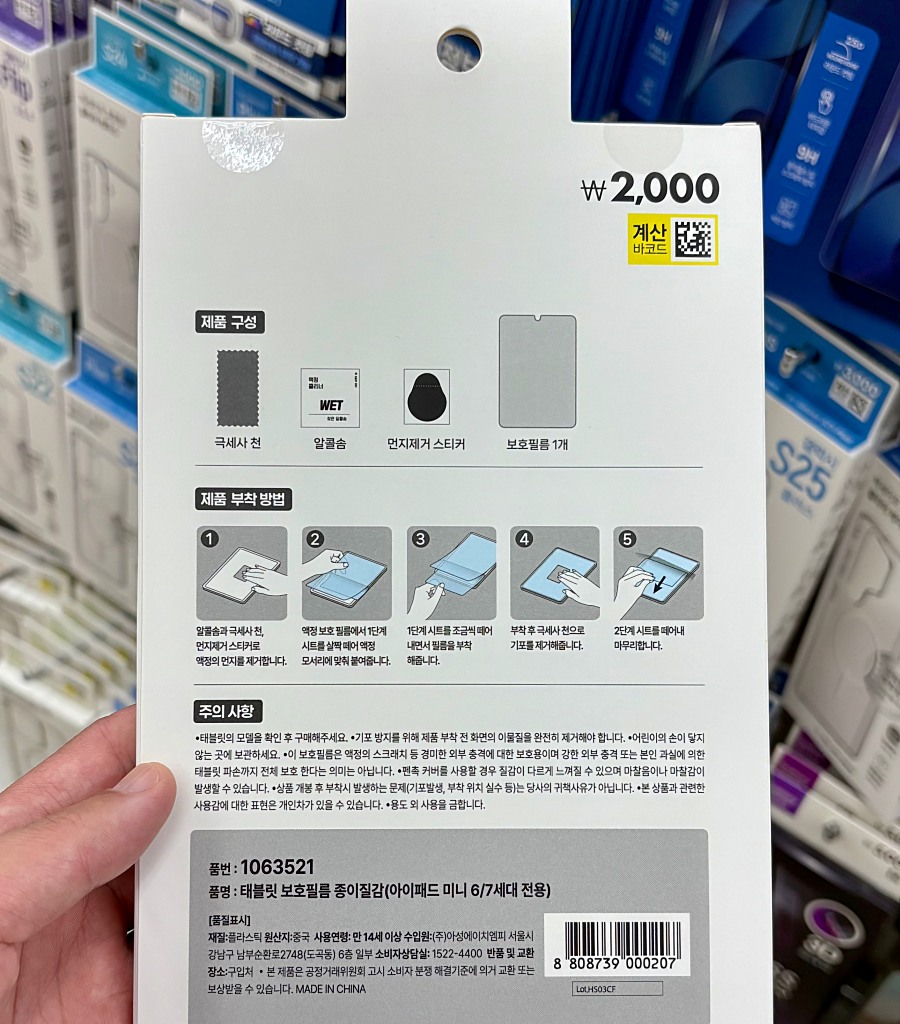 ₩2,000
계산
바코드
제품 구성
액정
클리너
WET
극세사 천
알콜솜
먼지제거 스티커
보호필름 1개
제품 부착 방법
1
2
3
4
5
알콜솜과 극세사 천,
먼지제거 스티커로
액정의 먼지를 제거합니다.
액정 보호 필름에서 1단계
시트를 살짝 떼어 액정
모서리에 맞춰 붙여줍니다.
1단계 시트를 조금씩 떼어
내면서 필름을 부착
해줍니다.
부착 후 극세사 천으로
기포를 제거해줍니다.
2단계 시트를 떼어내
마무리합니다.
주의 사항
•태블릿의 모델을 확인 후 구매해주세요. •기포 방지를 위해 제품 부착 전 화면의 이물질을 완전히 제거해야 합니다. •어린이의 손이 닿지
않는 곳에 보관하세요. •이 보호필름은 액정의 스크래치 등 경미한 외부 충격에 대한 보호용이며 강한 외부 충격 또는 본인 과실에 의한
태블릿 파손까지 전체 보호 한다는 의미는 아닙니다. •펜촉 커버를 사용할 경우 질감이 다르게 느껴질 수 있으며 마찰음이나 마찰감이
발생할 수 있습니다. •상품 개봉 후 부착시 발생하는 문제(기포발생, 부착 위치 실수 등)는 당사의 귀책사유가 아닙니다. •본 상품과 관련한
사용감에 대한 표현은 개인차가 있을 수 있습니다. •용도 외 사용을 금합니다.
품번 : 1063521
품명 : 태블릿 보호필름 종이질감(아이패드 미니 6/7세대 전용)
[품질표시]
재질:플라스틱 원산지:중국 사용연령: 만 14세 이상 수입원:(주)아성에이치엠피 서울시
강남구 남부순환로2748(도곡동) 6층 일부 소비자상담실: 1522-4400 반품 및 교환
장소:구입처 • 본 제품은 공정거래위원회 고시 소비자 분쟁 해결기준에 의거 교환 또는
보상받을 수 있습니다. MADE IN CHINA
8 808739 000207
Lot.HS03CF
S25
9H